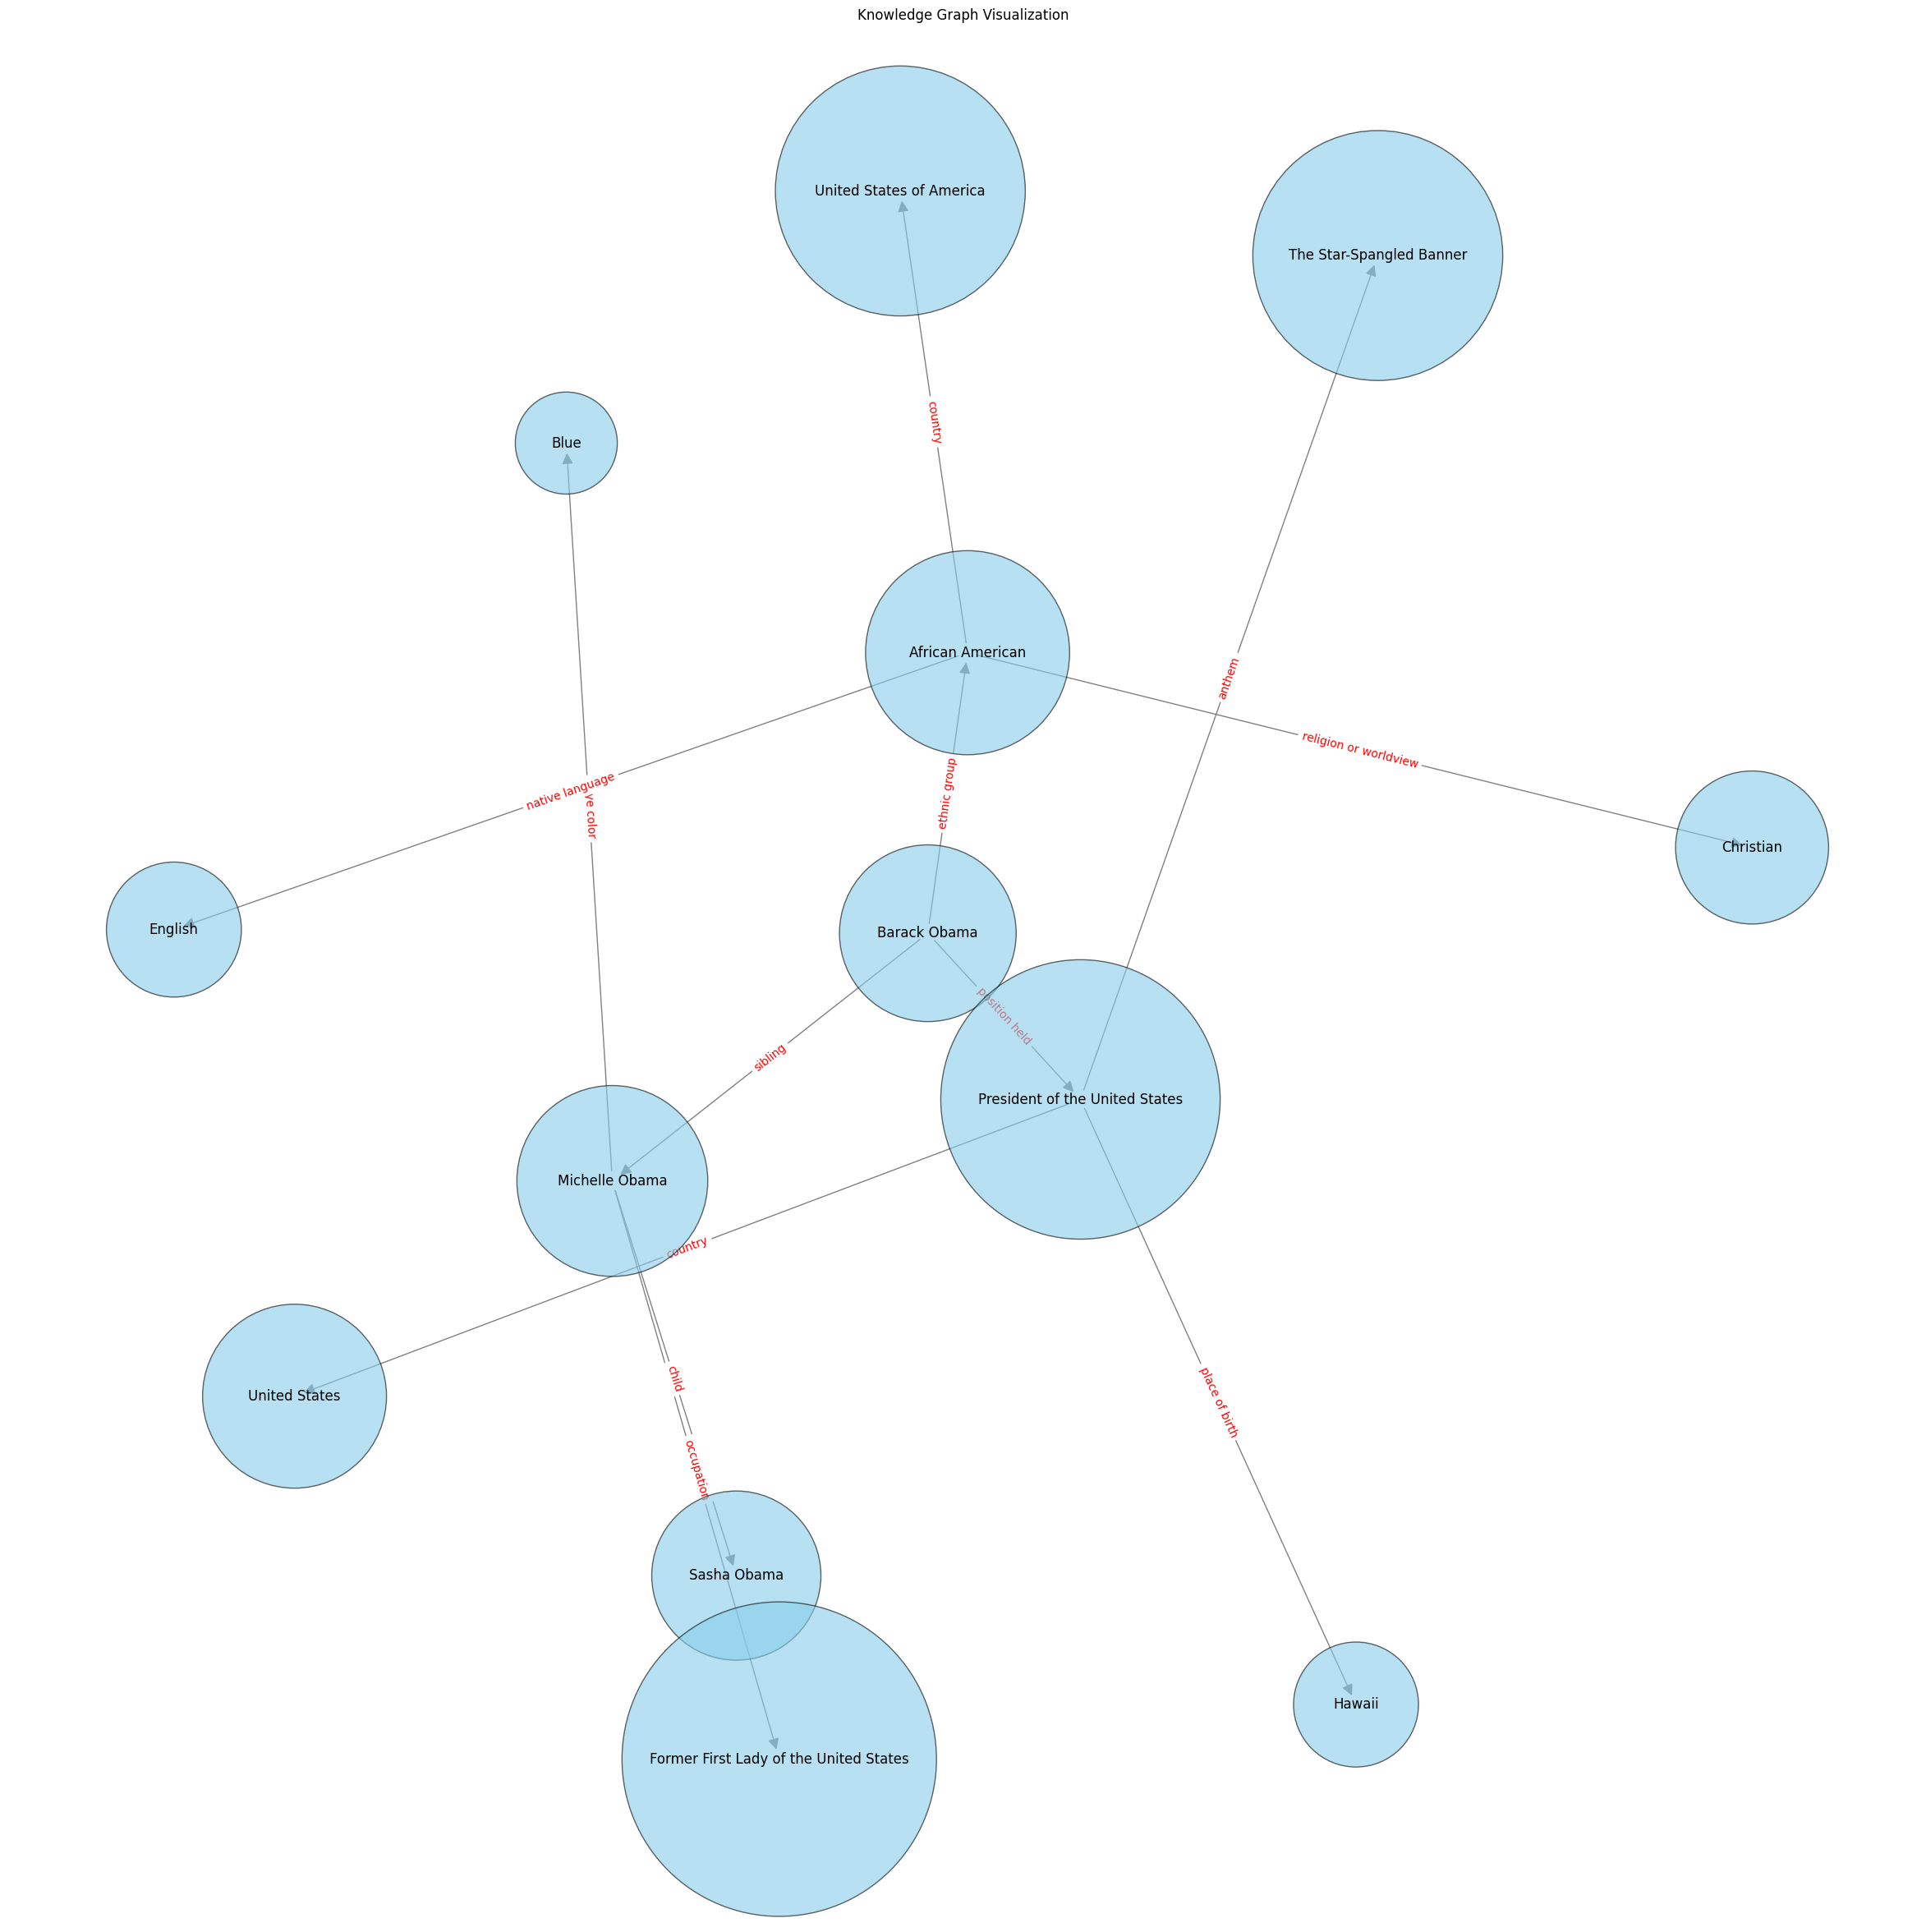 Knowledge Graph Visualization
United States of America
The Star-Spangled Banner
country
Blue
African American
anthem
religion or worldview
native language
ye color
ethnic group
Christian
English
Barack Obama
position held
sibling
President of the United States
Michelle Obama
country
United States
child
place of birth
occupation
Sasha Obama
Hawaii
Former First Lady of the United States